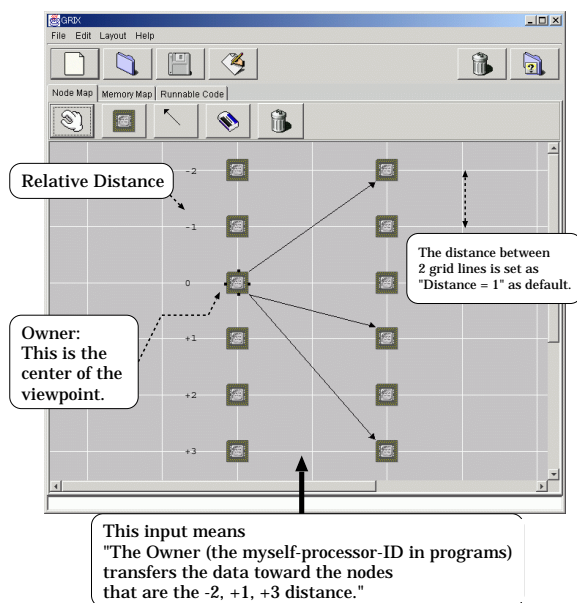 GRIX
File Edit Layout Help
Node Map Memory Map Runnable Code
Relative Distance
-2
-1
0
+1
+2
+3
The distance between
2 grid lines is set as
"Distance = 1" as default.
Owner:
This is the
center of the
viewpoint.
This input means
"The Owner (the myself-processor-ID in programs)
transfers the data toward the nodes
that are the -2, +1, +3 distance."